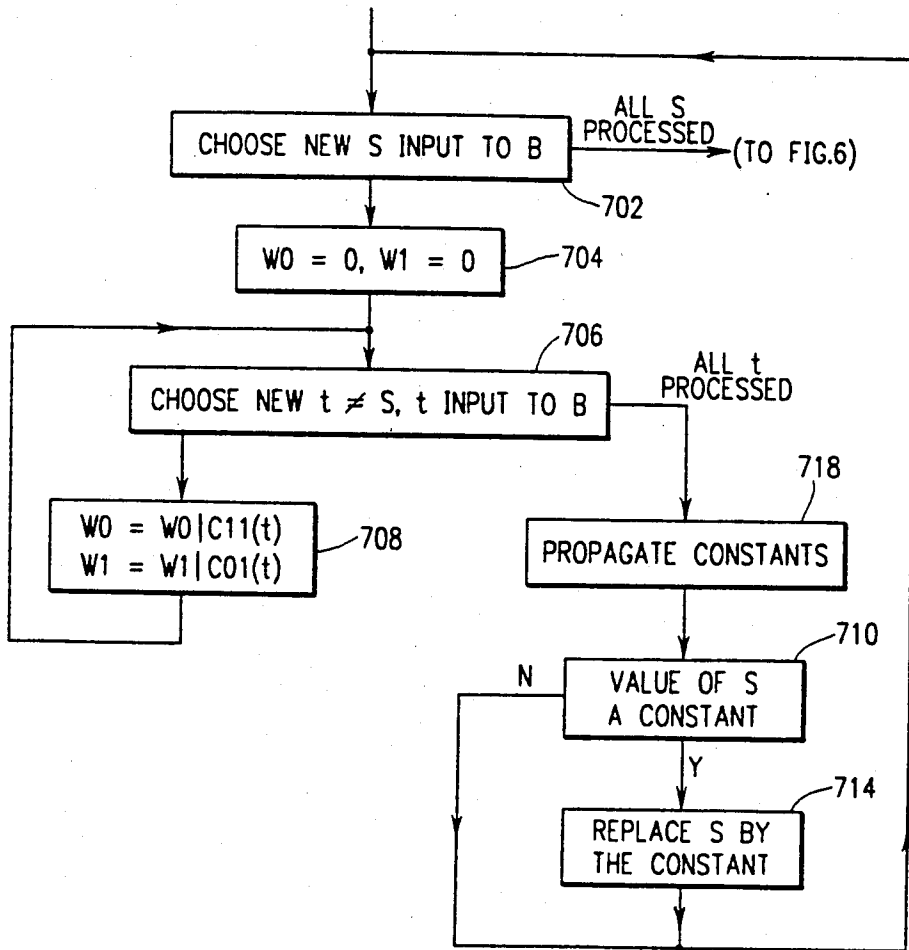 ALL S
PROCESSED
CHOOSE NEW S INPUT TO B
(TO FIG.6)
702
W0 = 0, W1 = 0
704
706
ALL t
PROCESSED
CHOOSE NEW t ≠ S, t INPUT TO B
718
W0 = W0|C11(t)
W1 = W1|C01(t)
708
PROPAGATE CONSTANTS
710
N
VALUE OF S
A CONSTANT
Y
714
REPLACE S BY
THE CONSTANT